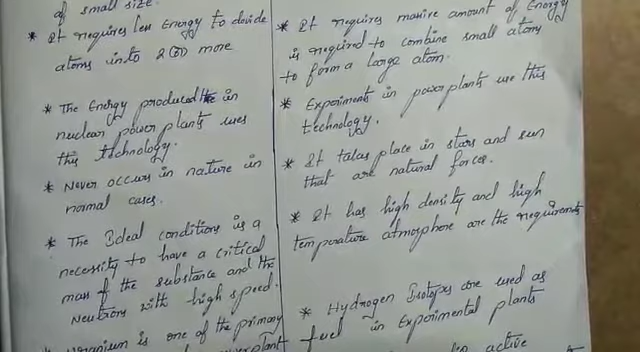 of small size.
* It requires less Energy to devide
atoms into 2 (or) more
* The Energy produced in
nuclear power plants uses
this technology.
* Never occurs in nature in
normal cases.
* The Ideal conditions is a
necessity to have a critical
mass of the substance and the
Neutrons with high speed.
* Uranium is one of the primary
power plant
* It requires massive amount of Energy
is required to combine small atoms
to form a large atom.
* Experiments in power plants use this
technology.
* It takes place in stars and sun
that are natural forces.
* It has high density and high
temperature atmosphere are the requirements
* Hydrogen Isotopes are used as
fuel in Experimental plants
active